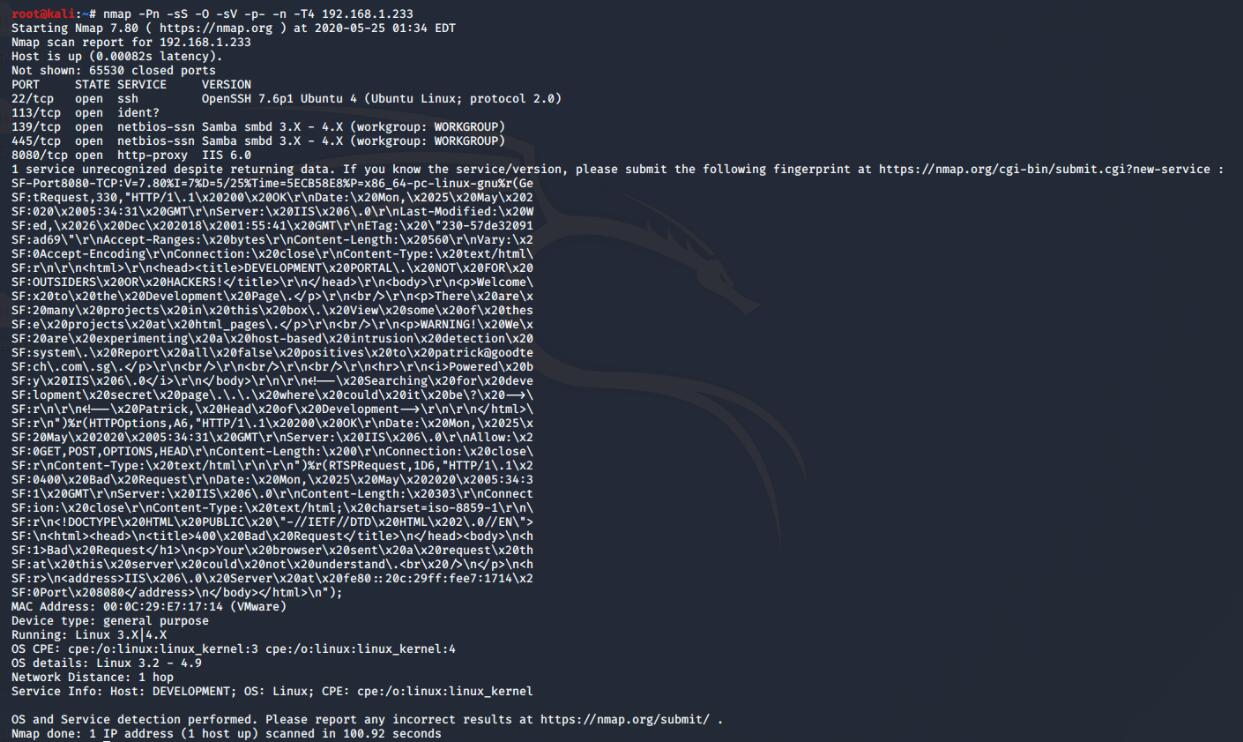 root@kali:~# nmap -Pn -sS -O -sV -p- -n -T4 192.168.1.233
Starting Nmap 7.80 ( https://nmap.org ) at 2020-05-25 01:34 EDT
Nmap scan report for 192.168.1.233
Host is up (0.00082s latency).
Not shown: 65530 closed ports
PORT     STATE SERVICE     VERSION
22/tcp   open  ssh         OpenSSH 7.6p1 Ubuntu 4 (Ubuntu Linux; protocol 2.0)
113/tcp  open  ident?
139/tcp  open  netbios-ssn Samba smbd 3.X - 4.X (workgroup: WORKGROUP)
445/tcp  open  netbios-ssn Samba smbd 3.X - 4.X (workgroup: WORKGROUP)
8080/tcp open  http-proxy  IIS 6.0
1 service unrecognized despite returning data. If you know the service/version, please submit the following fingerprint at https://nmap.org/cgi-bin/submit.cgi?new-service :
SF-Port8080-TCP:V=7.80%I=7%D=5/25%Time=5ECB58E8%P=x86_64-pc-linux-gnu%r(Ge
SF:tRequest,330,"HTTP/1\.1\x20200\x20OK\r\nDate:\x20Mon,\x2025\x20May\x202
SF:020\x2005:34:31\x20GMT\r\nServer:\x20IIS\x206\.0\r\nLast-Modified:\x20W
SF:ed,\x2026\x20Dec\x202018\x2001:55:41\x20GMT\r\nETag:\x20\"230-57de32091
SF:ad69\"\r\nAccept-Ranges:\x20bytes\r\nContent-Length:\x20560\r\nVary:\x2
SF:0Accept-Encoding\r\nConnection:\x20close\r\nContent-Type:\x20text/html\
SF:r\n\r\n<html>\r\n<head><title>DEVELOPMENT\x20PORTAL\.\x20NOT\x20FOR\x20
SF:OUTSIDERS\x20OR\x20HACKERS!</title>\r\n</head>\r\n<body>\r\n<p>Welcome\
SF:x20to\x20the\x20Development\x20Page\.</p>\r\n<br/>\r\n<p>There\x20are\x
SF:20many\x20projects\x20in\x20this\x20box\.\x20View\x20some\x20of\x20thes
SF:e\x20projects\x20at\x20html_pages\.</p>\r\n<br/>\r\n<p>WARNING!\x20We\x
SF:20are\x20experimenting\x20a\x20host-based\x20intrusion\x20detection\x20
SF:system\.\x20Report\x20all\x20false\x20positives\x20to\x20patrick@goodte
SF:ch\.com\.sg\.</p>\r\n<br/>\r\n<br/>\r\n<br/>\r\n<hr>\r\n<i>Powered\x20b
SF:y\x20IIS\x206\.0</i>\r\n</body>\r\n\r\n<!--\x20Searching\x20for\x20deve
SF:lopment\x20secret\x20page\.\.\.\x20where\x20could\x20it\x20be\?\x20-->\
SF:r\n\r\n<!--\x20Patrick,\x20Head\x20of\x20Development-->\r\n\r\n</html>\
SF:r\n")%r(HTTPOptions,A6,"HTTP/1\.1\x20200\x20OK\r\nDate:\x20Mon,\x2025\x
SF:20May\x202020\x2005:34:31\x20GMT\r\nServer:\x20IIS\x206\.0\r\nAllow:\x2
SF:0GET,POST,OPTIONS,HEAD\r\nContent-Length:\x200\r\nConnection:\x20close\
SF:r\nContent-Type:\x20text/html\r\n\r\n")%r(RTSPRequest,1D6,"HTTP/1\.1\x2
SF:0400\x20Bad\x20Request\r\nDate:\x20Mon,\x2025\x20May\x202020\x2005:34:3
SF:1\x20GMT\r\nServer:\x20IIS\x206\.0\r\nContent-Length:\x20303\r\nConnect
SF:ion:\x20close\r\nContent-Type:\x20text/html;\x20charset=iso-8859-1\r\n\
SF:r\n<!DOCTYPE\x20HTML\x20PUBLIC\x20\"-//IETF//DTD\x20HTML\x202\.0//EN\">
SF:\n<html><head>\n<title>400\x20Bad\x20Request</title>\n</head><body>\n<h
SF:1>Bad\x20Request</h1>\n<p>Your\x20browser\x20sent\x20a\x20request\x20th
SF:at\x20this\x20server\x20could\x20not\x20understand\.<br\x20/>\n</p>\n<h
SF:r>\n<address>IIS\x206\.0\x20Server\x20at\x20fe80::20c:29ff:fee7:1714\x2
SF:0Port\x208080</address>\n</body></html>\n");
MAC Address: 00:0C:29:E7:17:14 (VMware)
Device type: general purpose
Running: Linux 3.X|4.X
OS CPE: cpe:/o:linux:linux_kernel:3 cpe:/o:linux:linux_kernel:4
OS details: Linux 3.2 - 4.9
Network Distance: 1 hop
Service Info: Host: DEVELOPMENT; OS: Linux; CPE: cpe:/o:linux:linux_kernel

OS and Service detection performed. Please report any incorrect results at https://nmap.org/submit/ .
Nmap done: 1 IP address (1 host up) scanned in 100.92 seconds